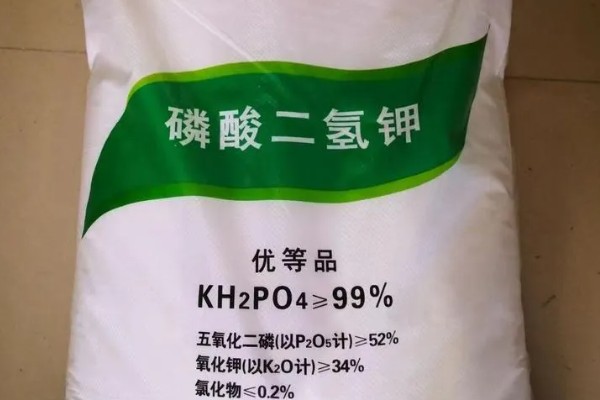 磷酸二氢钾
优等品
KH₂PO₄≥99%
五氧化二磷(以P₂O₅计)≥52%
氧化钾(以K₂O计)≥34%
氯化物≤0.2%